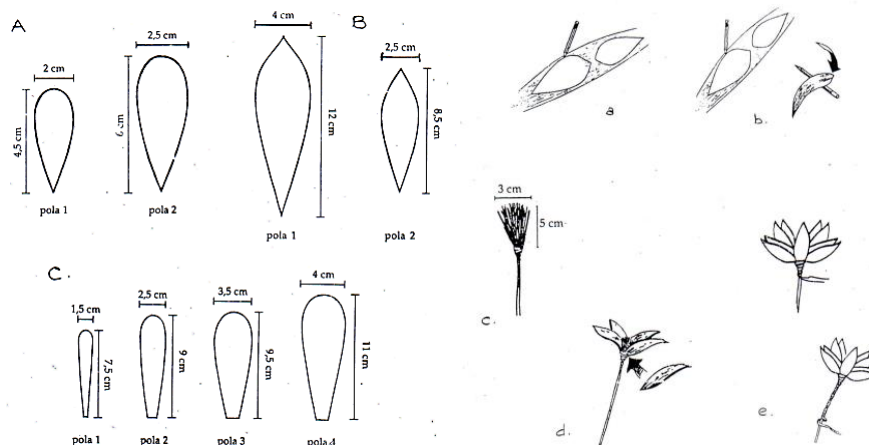 A
2 cm
4,5 cm
pola 1
2,5 cm
6 cm
pola 2
4 cm
12 cm
pola 1
B
2,5 cm
8,5 cm
pola 2
C.
1,5 cm
7,5 cm
pola 1
2,5 cm
9 cm
pola 2
3,5 cm
9,5 cm
pola 3
4 cm
11 cm
pola 4
a
b.
3 cm
5 cm
c.
d.
e.